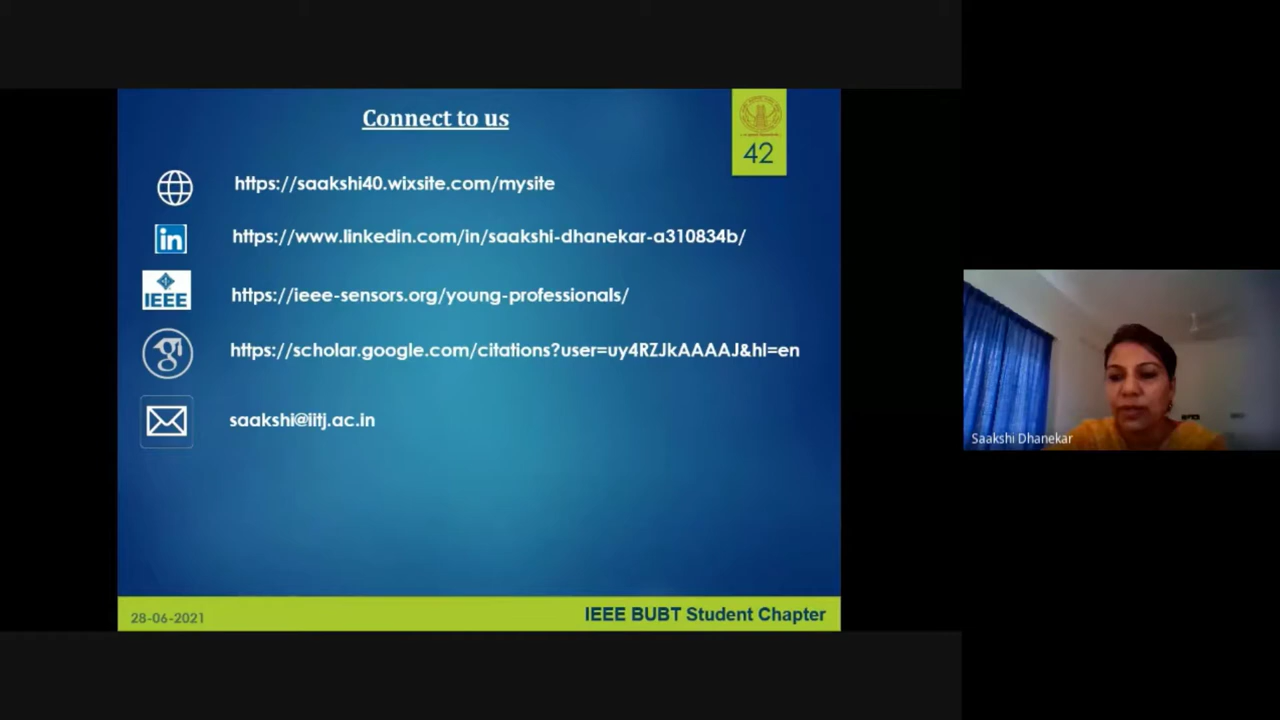 Connect to us
42
https://saakshi40.wixsite.com/mysite
in
https://www.linkedin.com/in/saakshi-dhanekar-a310834b/
IEEE
https://ieee-sensors.org/young-professionals/
g
https://scholar.google.com/citations?user=uy4RZJkAAAAJ&hl=en
saakshi@iitj.ac.in
28-06-2021
IEEE BUBT Student Chapter
Saakshi Dhanekar